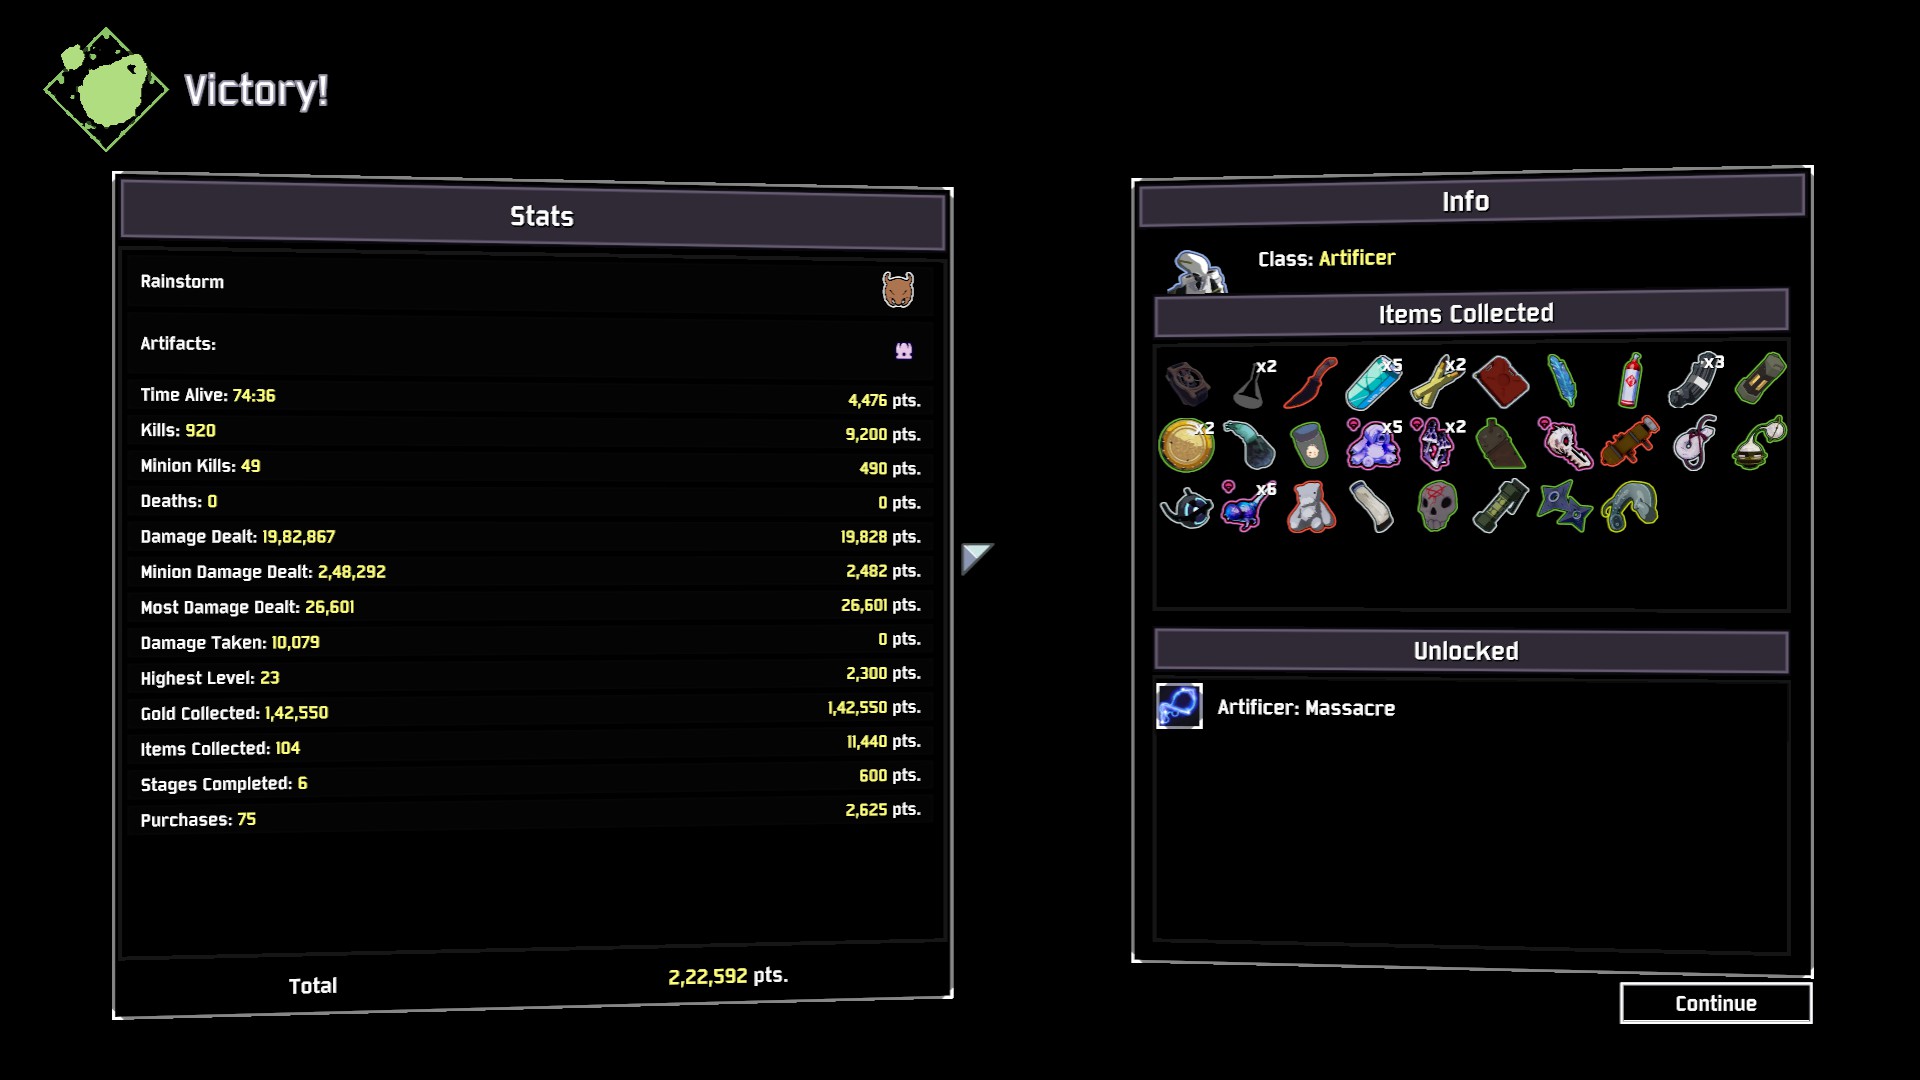 Victory!
Stats
Rainstorm
Artifacts:
Time Alive: 74:36 4,476 pts.
Kills: 920 9,200 pts.
Minion Kills: 49 490 pts.
Deaths: 0 0 pts.
Damage Dealt: 19,82,867 19,828 pts.
Minion Damage Dealt: 2,48,292 2,482 pts.
Most Damage Dealt: 26,601 26,601 pts.
Damage Taken: 10,079 0 pts.
Highest Level: 23 2,300 pts.
Gold Collected: 1,42,550 1,42,550 pts.
Items Collected: 104 11,440 pts.
Stages Completed: 6 600 pts.
Purchases: 75 2,625 pts.
Total 2,22,592 pts.
Info
Class: Artificer
Items Collected
x2 x5 x2 x3
x2 x5 x2
x6
Unlocked
Artificer: Massacre
Continue